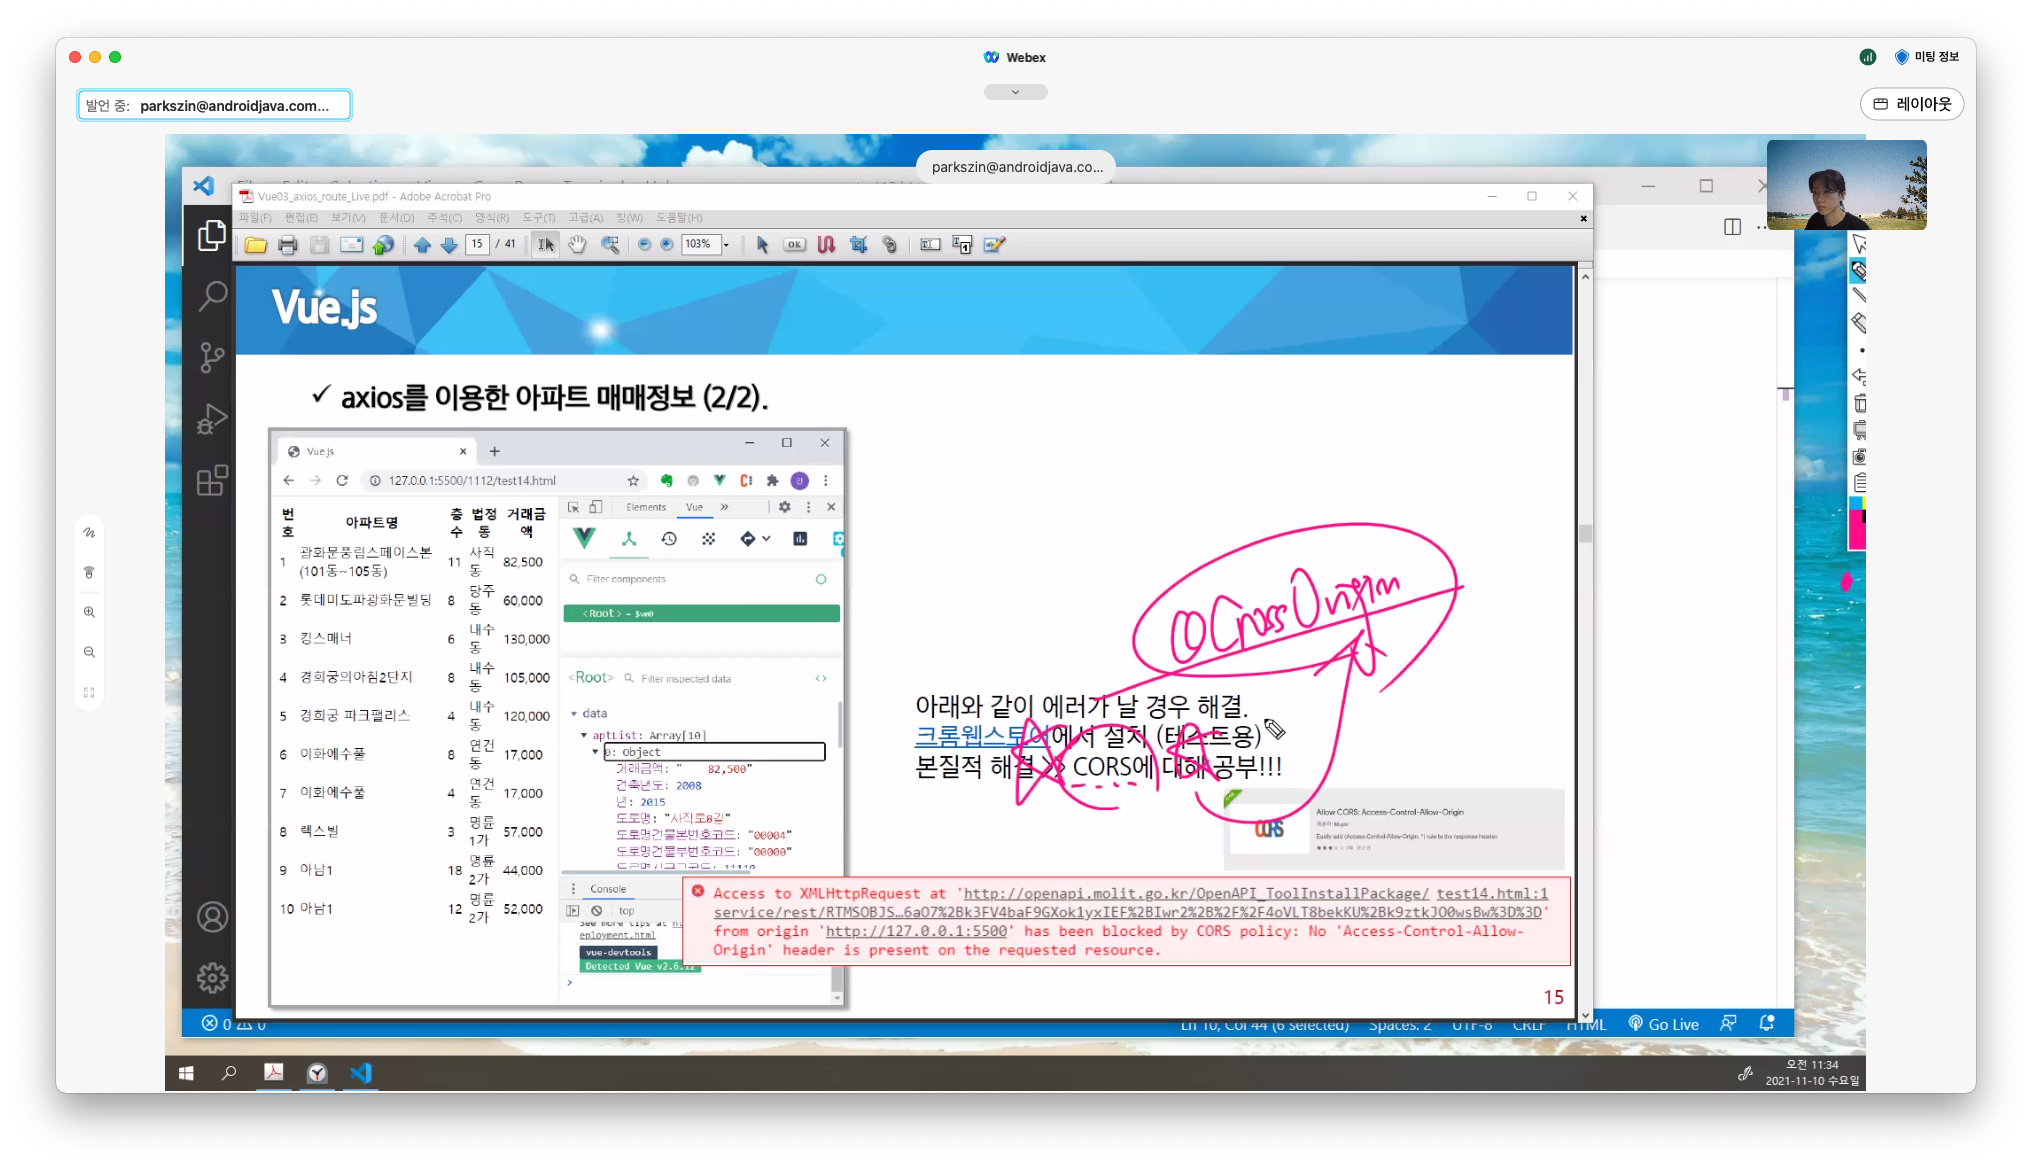 Webex
미팅 정보
발언 중: parkszin@androidjava.com...
레이아웃
parkszin@androidjava.co...
Vue03_axios_route_Live.pdf - Adobe Acrobat Pro
파일(F) 편집(E) 보기(V) 문서(D) 주석(C) 양식(R) 도구(T) 고급(A) 창(W) 도움말(H)
15 / 41 103%
Vue.js
✓ axios를 이용한 아파트 매매정보 (2/2).
Vue.js
127.0.0.1:5500/1112/test14.html
Elements Vue »
번호 아파트명 층수 법정동 거래금액
1 광화문풍림스페이스본(101동~105동) 11 사직동 82,500
2 롯데미도파광화문빌딩 8 당주동 60,000
3 킹스매너 6 내수동 130,000
4 경희궁의아침2단지 8 내수동 105,000
5 경희궁 파크팰리스 4 내수동 120,000
6 이화에수풀 8 연건동 17,000
7 이화에수풀 4 연건동 17,000
8 렉스빌 3 명륜1가 57,000
9 아남1 18 명륜2가 44,000
10 아남1 12 명륜2가 52,000
Filter components
<Root> = $vm0
<Root> Filter inspected data
data
aptList: Array[10]
0: Object
거래금액: "    82,500"
건축년도: 2008
년: 2015
도로명: "사직로8길"
도로명건물본번호코드: "00004"
도로명건물부번호코드: "00000"
Console
top
eployment.html
vue-devtools
Detected Vue v2.6.12
@CrossOrigin
아래와 같이 에러가 날 경우 해결.
크롬웹스토어에서 설치 (테스트용)
본질적 해결 >> CORS에 대해 공부!!!
CORS
Allow CORS: Access-Control-Allow-Origin
Easily add (Access-Control-Allow-Origin: *) rule to the response header.
Access to XMLHttpRequest at 'http://openapi.molit.go.kr/OpenAPI_ToolInstallPackage/ test14.html:1
service/rest/RTMSOBJS…6aO7%2Bk3FV4baF9GXok1yxIEF%2BIwr2%2B%2F%2F4oVLT8bekKU%2Bk9ztkJO0wsBw%3D%3D'
from origin 'http://127.0.0.1:5500' has been blocked by CORS policy: No 'Access-Control-Allow-
Origin' header is present on the requested resource.
15
0 0
Ln 10, Col 44 (6 selected) Spaces: 2 UTF-8 CRLF HTML Go Live
오전 11:34
2021-11-10 수요일